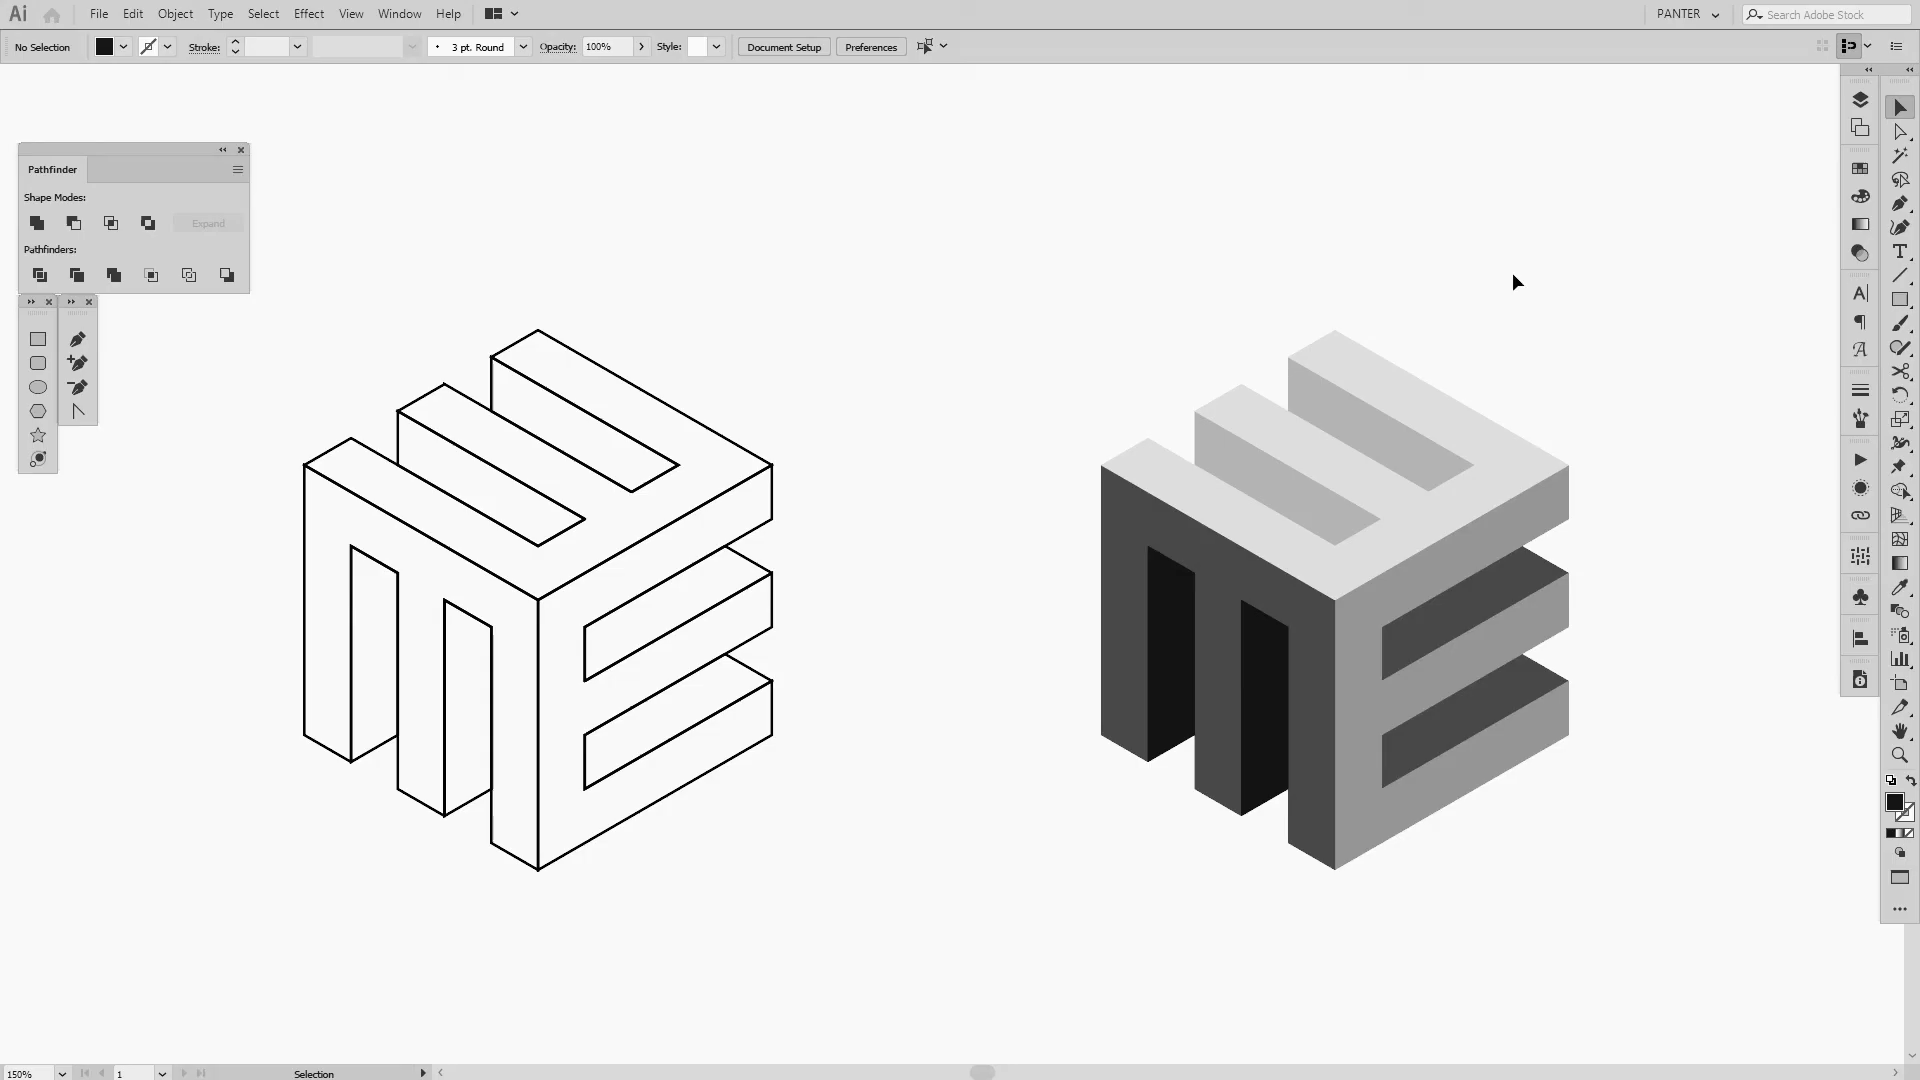 Ai File Edit Object Type Select Effect View Window Help PANTER Search Adobe Stock
No Selection Stroke: 3 pt. Round Opacity: 100% Style: Document Setup Preferences
Pathfinder
Shape Modes:
Expand
Pathfinders:
150% 1 Selection